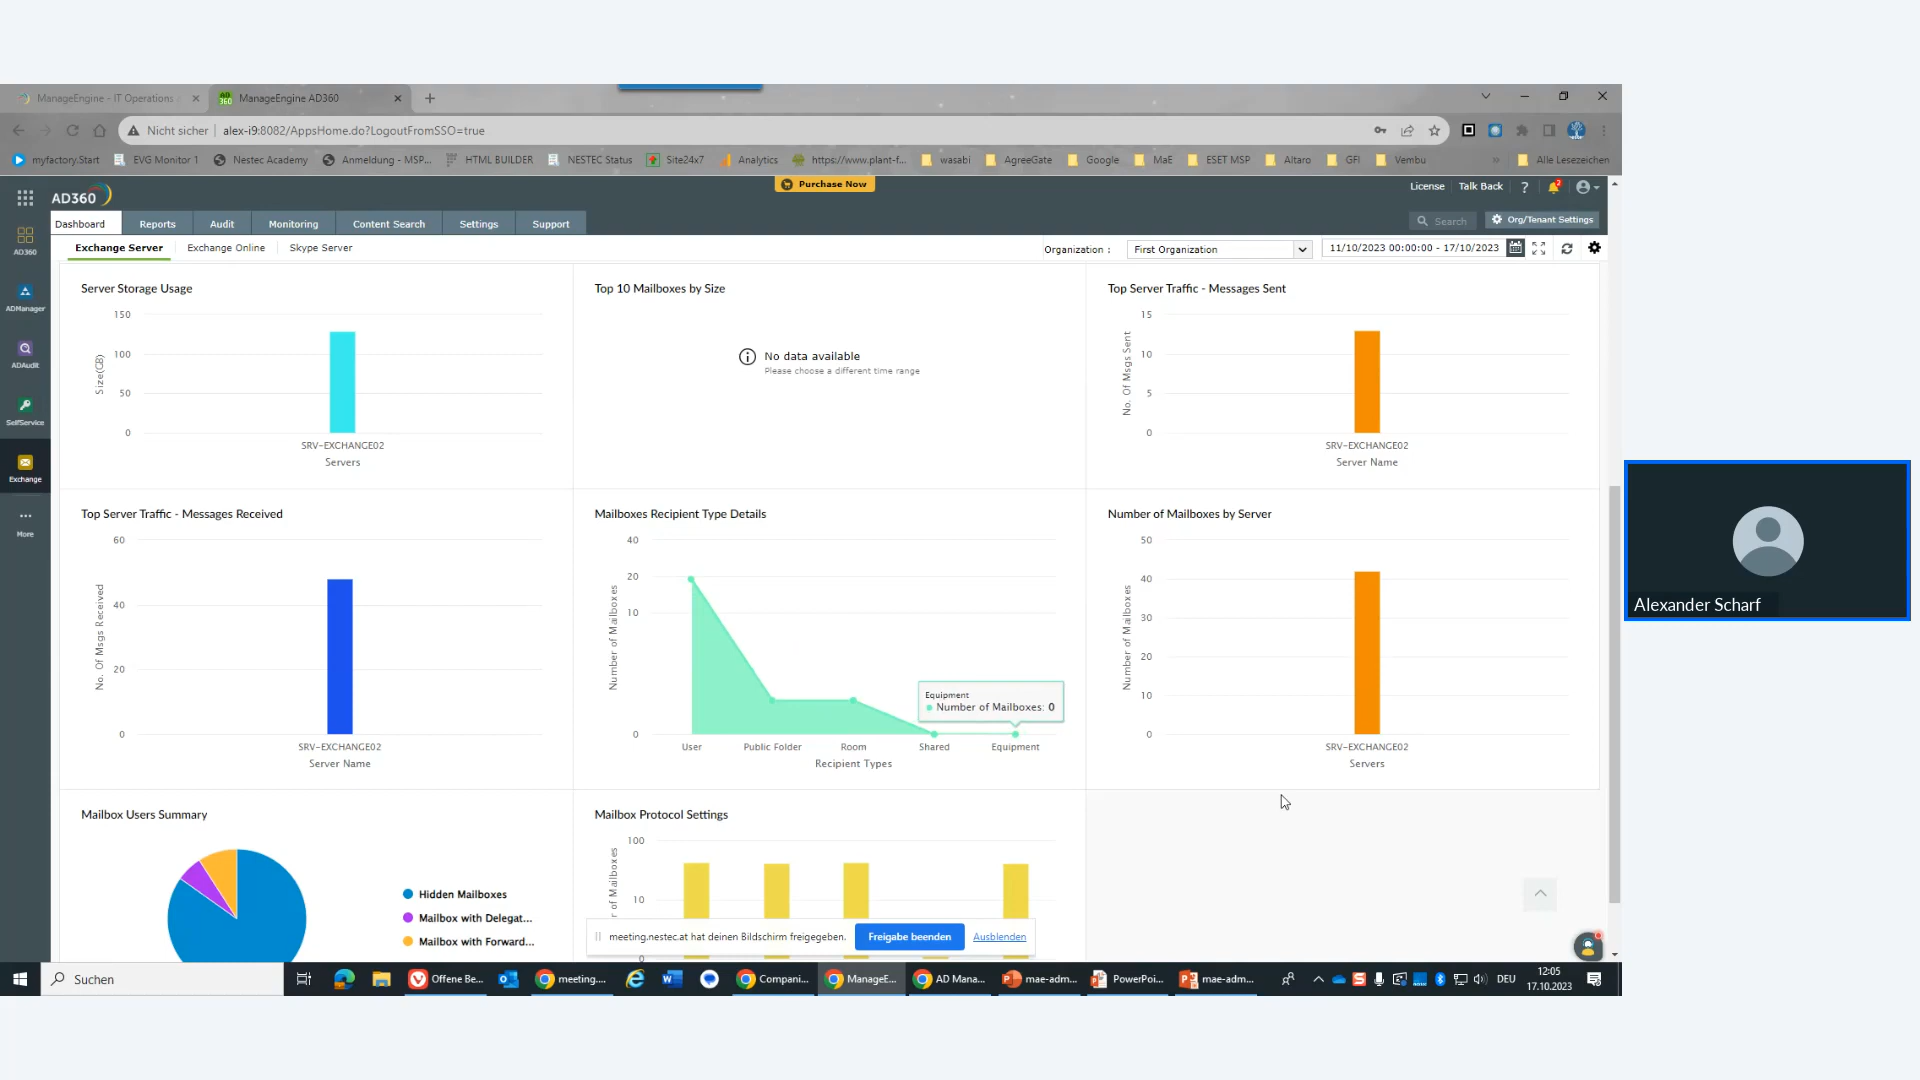 ManageEngine - IT Operations
ManageEngine AD360
Nicht sicher
alex-i9:8082/AppsHome.do?LogoutFromSSO=true
myfactory.Start
EVG Monitor 1
Nestec Academy
Anmeldung - MSP...
HTML BUILDER
NESTEC Status
Site24x7
Analytics
https://www.plant-f...
wasabi
AgreeGate
Google
MaE
ESET MSP
Altaro
GFI
Vembu
»
Alle Lesezeichen
AD360
Purchase Now
License
Talk Back
?
2
Dashboard
Reports
Audit
Monitoring
Content Search
Settings
Support
Search
Org/Tenant Settings
Exchange Server
Exchange Online
Skype Server
Organization :
First Organization
11/10/2023 00:00:00 - 17/10/2023
AD360
ADManager
ADAudit
SelfService
Exchange
More
Server Storage Usage
150
100
50
0
Size(GB)
SRV-EXCHANGE02
Servers
Top 10 Mailboxes by Size
No data available
Please choose a different time range
Top Server Traffic - Messages Sent
15
10
5
0
No. Of Msgs Sent
SRV-EXCHANGE02
Server Name
Top Server Traffic - Messages Received
60
40
20
0
No. Of Msgs Received
SRV-EXCHANGE02
Server Name
Mailboxes Recipient Type Details
40
20
10
0
Number of Mailboxes
Equipment
Number of Mailboxes: 0
User
Public Folder
Room
Shared
Equipment
Recipient Types
Number of Mailboxes by Server
50
40
30
20
10
0
Number of Mailboxes
SRV-EXCHANGE02
Servers
Mailbox Users Summary
Hidden Mailboxes
Mailbox with Delegat...
Mailbox with Forward...
Mailbox Protocol Settings
100
10
0
r of Mailboxes
meeting.nestec.at hat deinen Bildschirm freigegeben.
Freigabe beenden
Ausblenden
Alexander Scharf
Suchen
Offene Be...
meeting....
Compani...
ManageE...
AD Mana...
mae-adm...
PowerPoi...
mae-adm...
DEU
12:05
17.10.2023